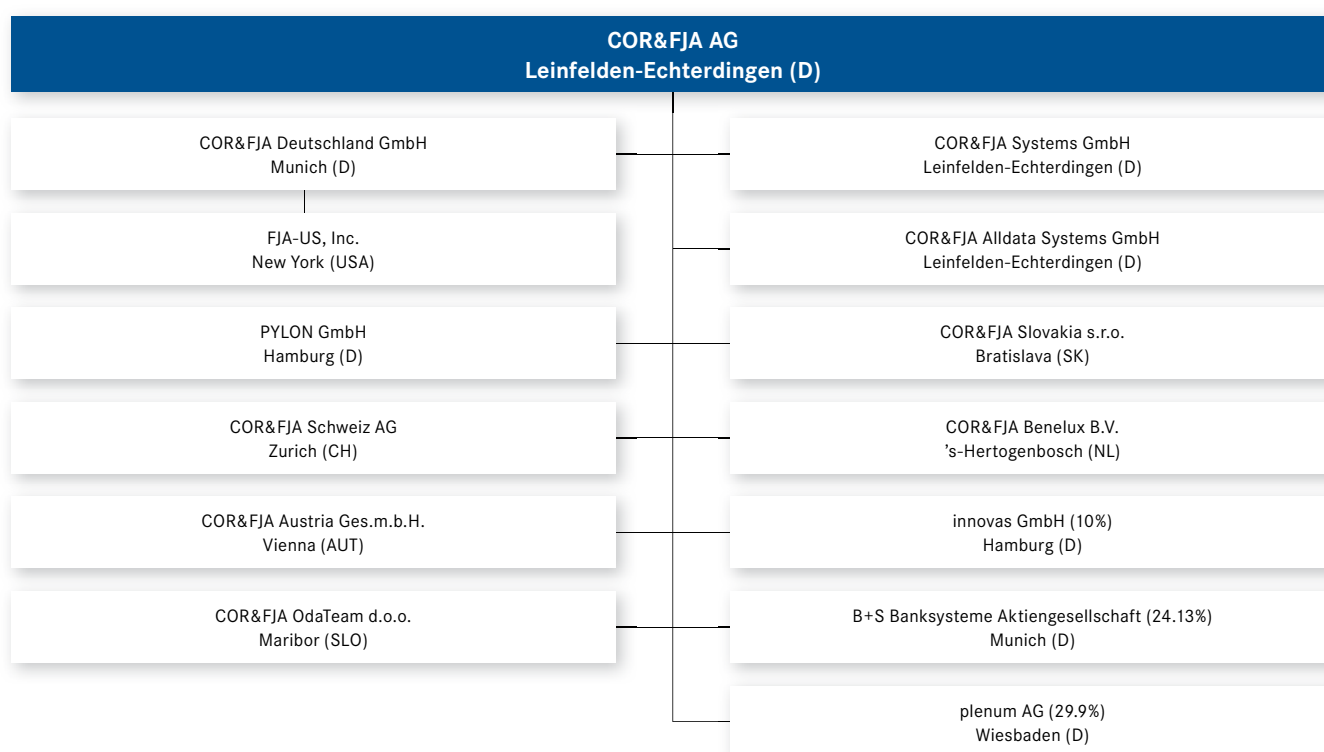 COR&FJA AG
Leinfelden-Echterdingen (D)
COR&FJA Deutschland GmbH
Munich (D)
FJA-US, Inc.
New York (USA)
PYLON GmbH
Hamburg (D)
COR&FJA Schweiz AG
Zurich (CH)
COR&FJA Austria Ges.m.b.H.
Vienna (AUT)
COR&FJA OdaTeam d.o.o.
Maribor (SLO)
COR&FJA Systems GmbH
Leinfelden-Echterdingen (D)
COR&FJA Alldata Systems GmbH
Leinfelden-Echterdingen (D)
COR&FJA Slovakia s.r.o.
Bratislava (SK)
COR&FJA Benelux B.V.
’s-Hertogenbosch (NL)
innovas GmbH (10%)
Hamburg (D)
B+S Banksysteme Aktiengesellschaft (24.13%)
Munich (D)
plenum AG (29.9%)
Wiesbaden (D)